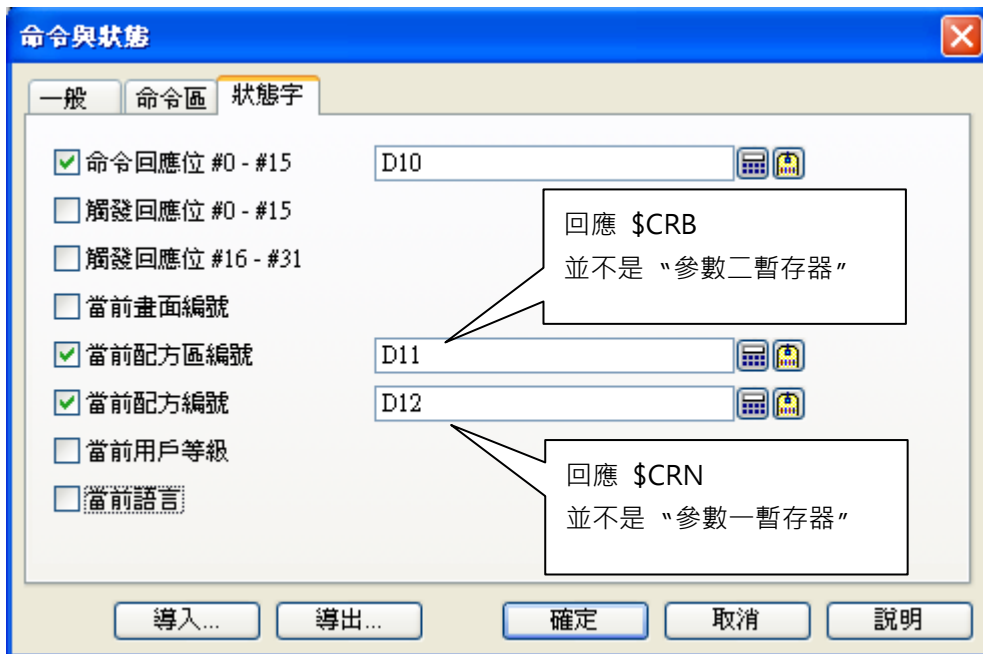 命令與狀態
一般 命令區 狀態字
命令回應位 #0 - #15 D10
觸發回應位 #0 - #15
觸發回應位 #16 - #31
當前畫面編號
當前配方區編號 D11
當前配方編號 D12
當前用戶等級
當前語言
回應 $CRB
並不是 “參數二暫存器”
回應 $CRN
並不是 “參數一暫存器”
導入... 導出... 確定 取消 說明